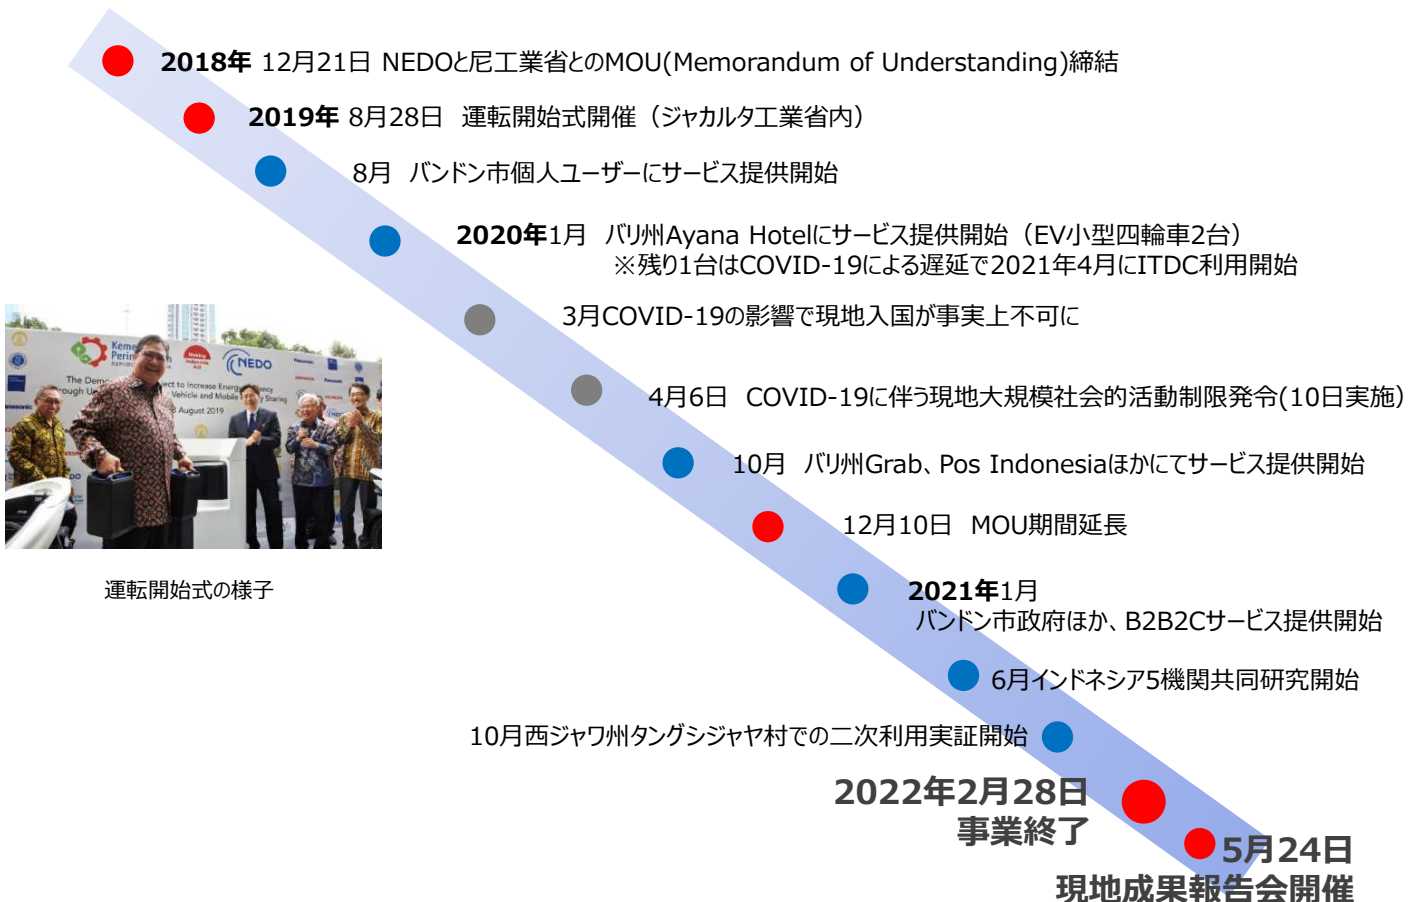 2018年 12月21日 NEDOと尼工業省とのMOU(Memorandum of Understanding)締結
2019年 8月28日 運転開始式開催（ジャカルタ工業省内）
8月 バンドン市個人ユーザーにサービス提供開始
2020年1月 バリ州Ayana Hotelにサービス提供開始（EV小型四輪車2台）
※残り1台はCOVID-19による遅延で2021年4月にITDC利用開始
3月COVID-19の影響で現地入国が事実上不可に
4月6日 COVID-19に伴う現地大規模社会的活動制限発令(10日実施)
10月 バリ州Grab、Pos Indonesiaほかにてサービス提供開始
12月10日 MOU期間延長
2021年1月
バンドン市政府ほか、B2B2Cサービス提供開始
6月インドネシア5機関共同研究開始
10月西ジャワ州タングシジャヤ村での二次利用実証開始
2022年2月28日
事業終了
5月24日
現地成果報告会開催
Keme
Perin
NEDO
The Dem
ect to Increase Energy
ency
rough U
Vehicle and Mobile
Sharing
August 2019
運転開始式の様子